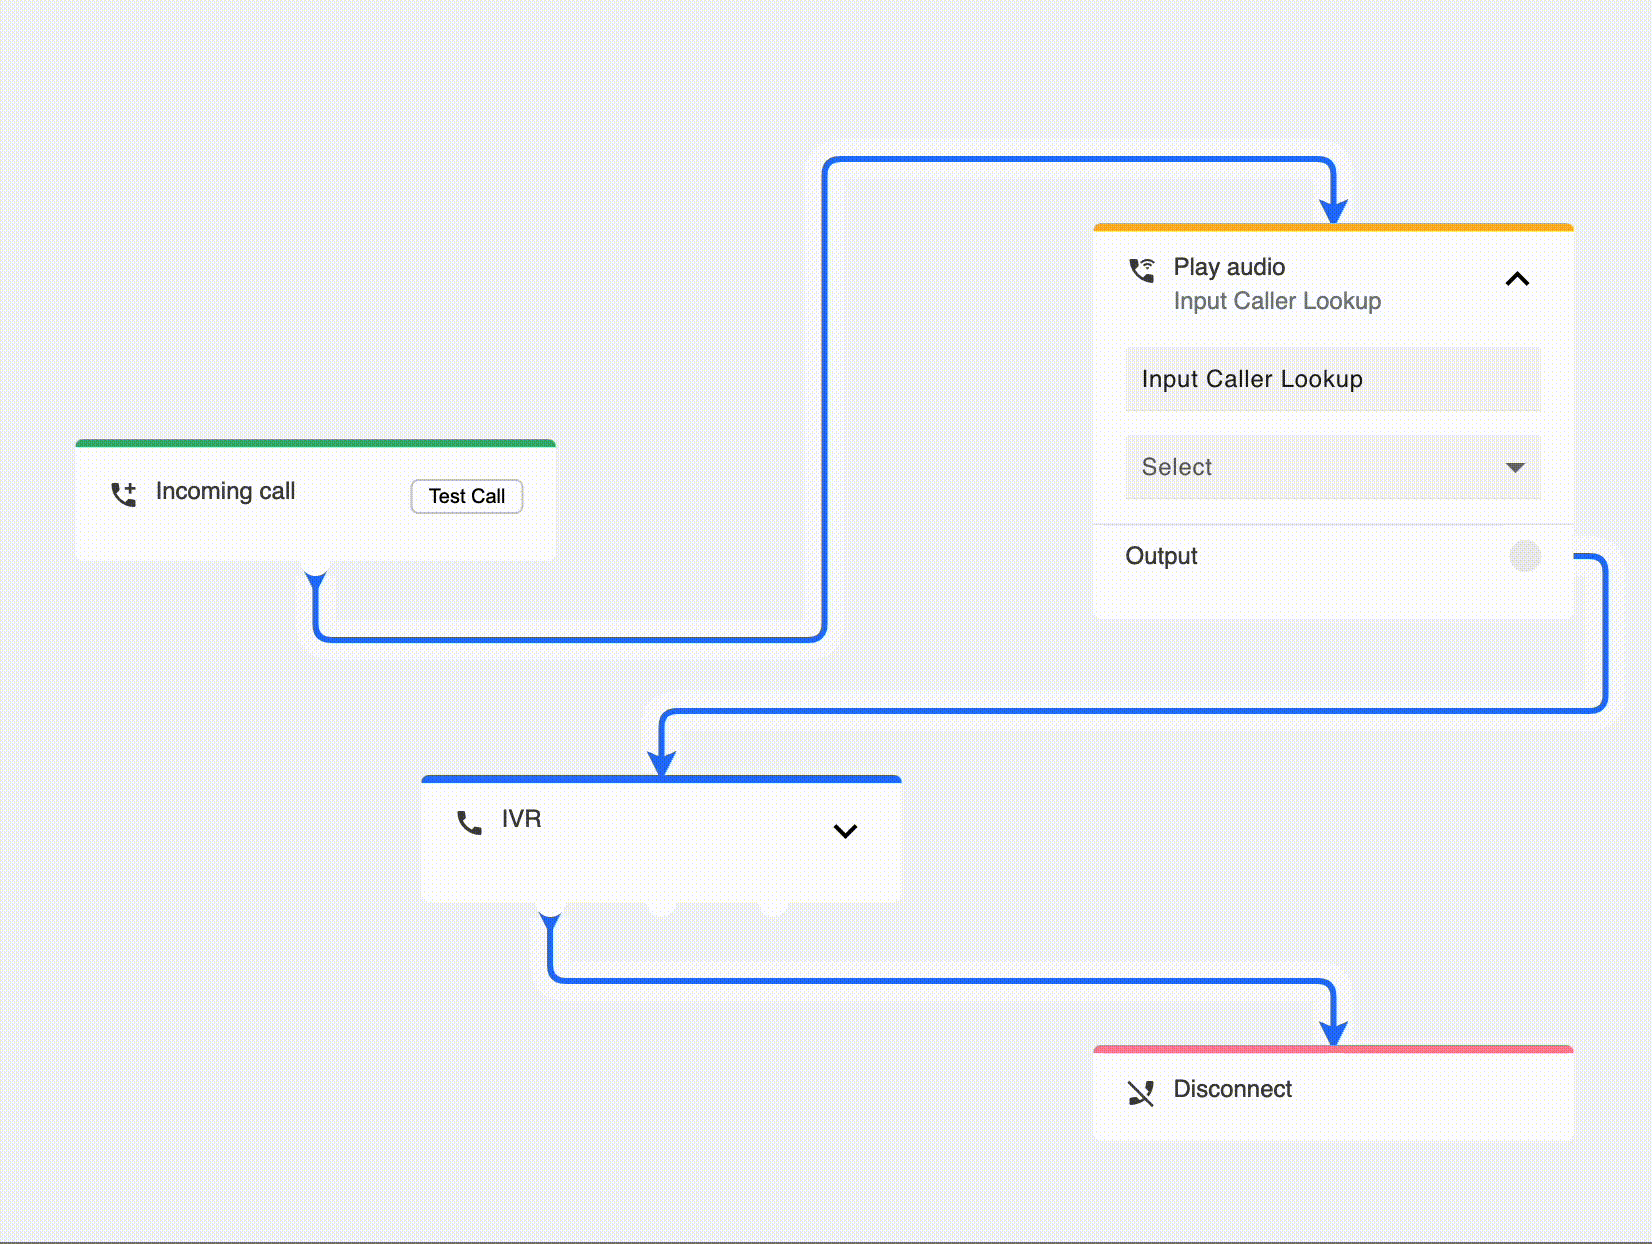 Play audio
Input Caller Lookup
Input Caller Lookup
Select
Output
Incoming call
Test Call
IVR
Disconnect